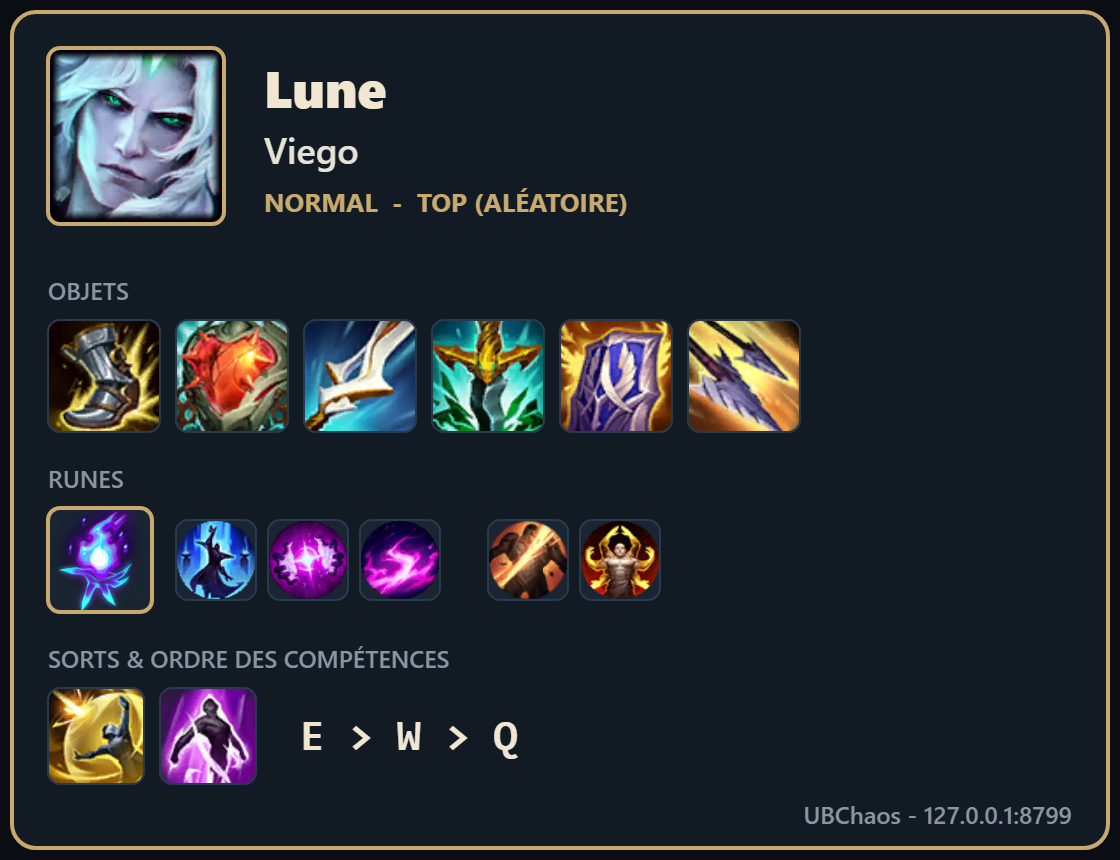 Lune
Viego
NORMAL - TOP (ALÉATOIRE)
OBJETS
RUNES
SORTS & ORDRE DES COMPÉTENCES
E > W > Q
UBChaos - 127.0.0.1:8799